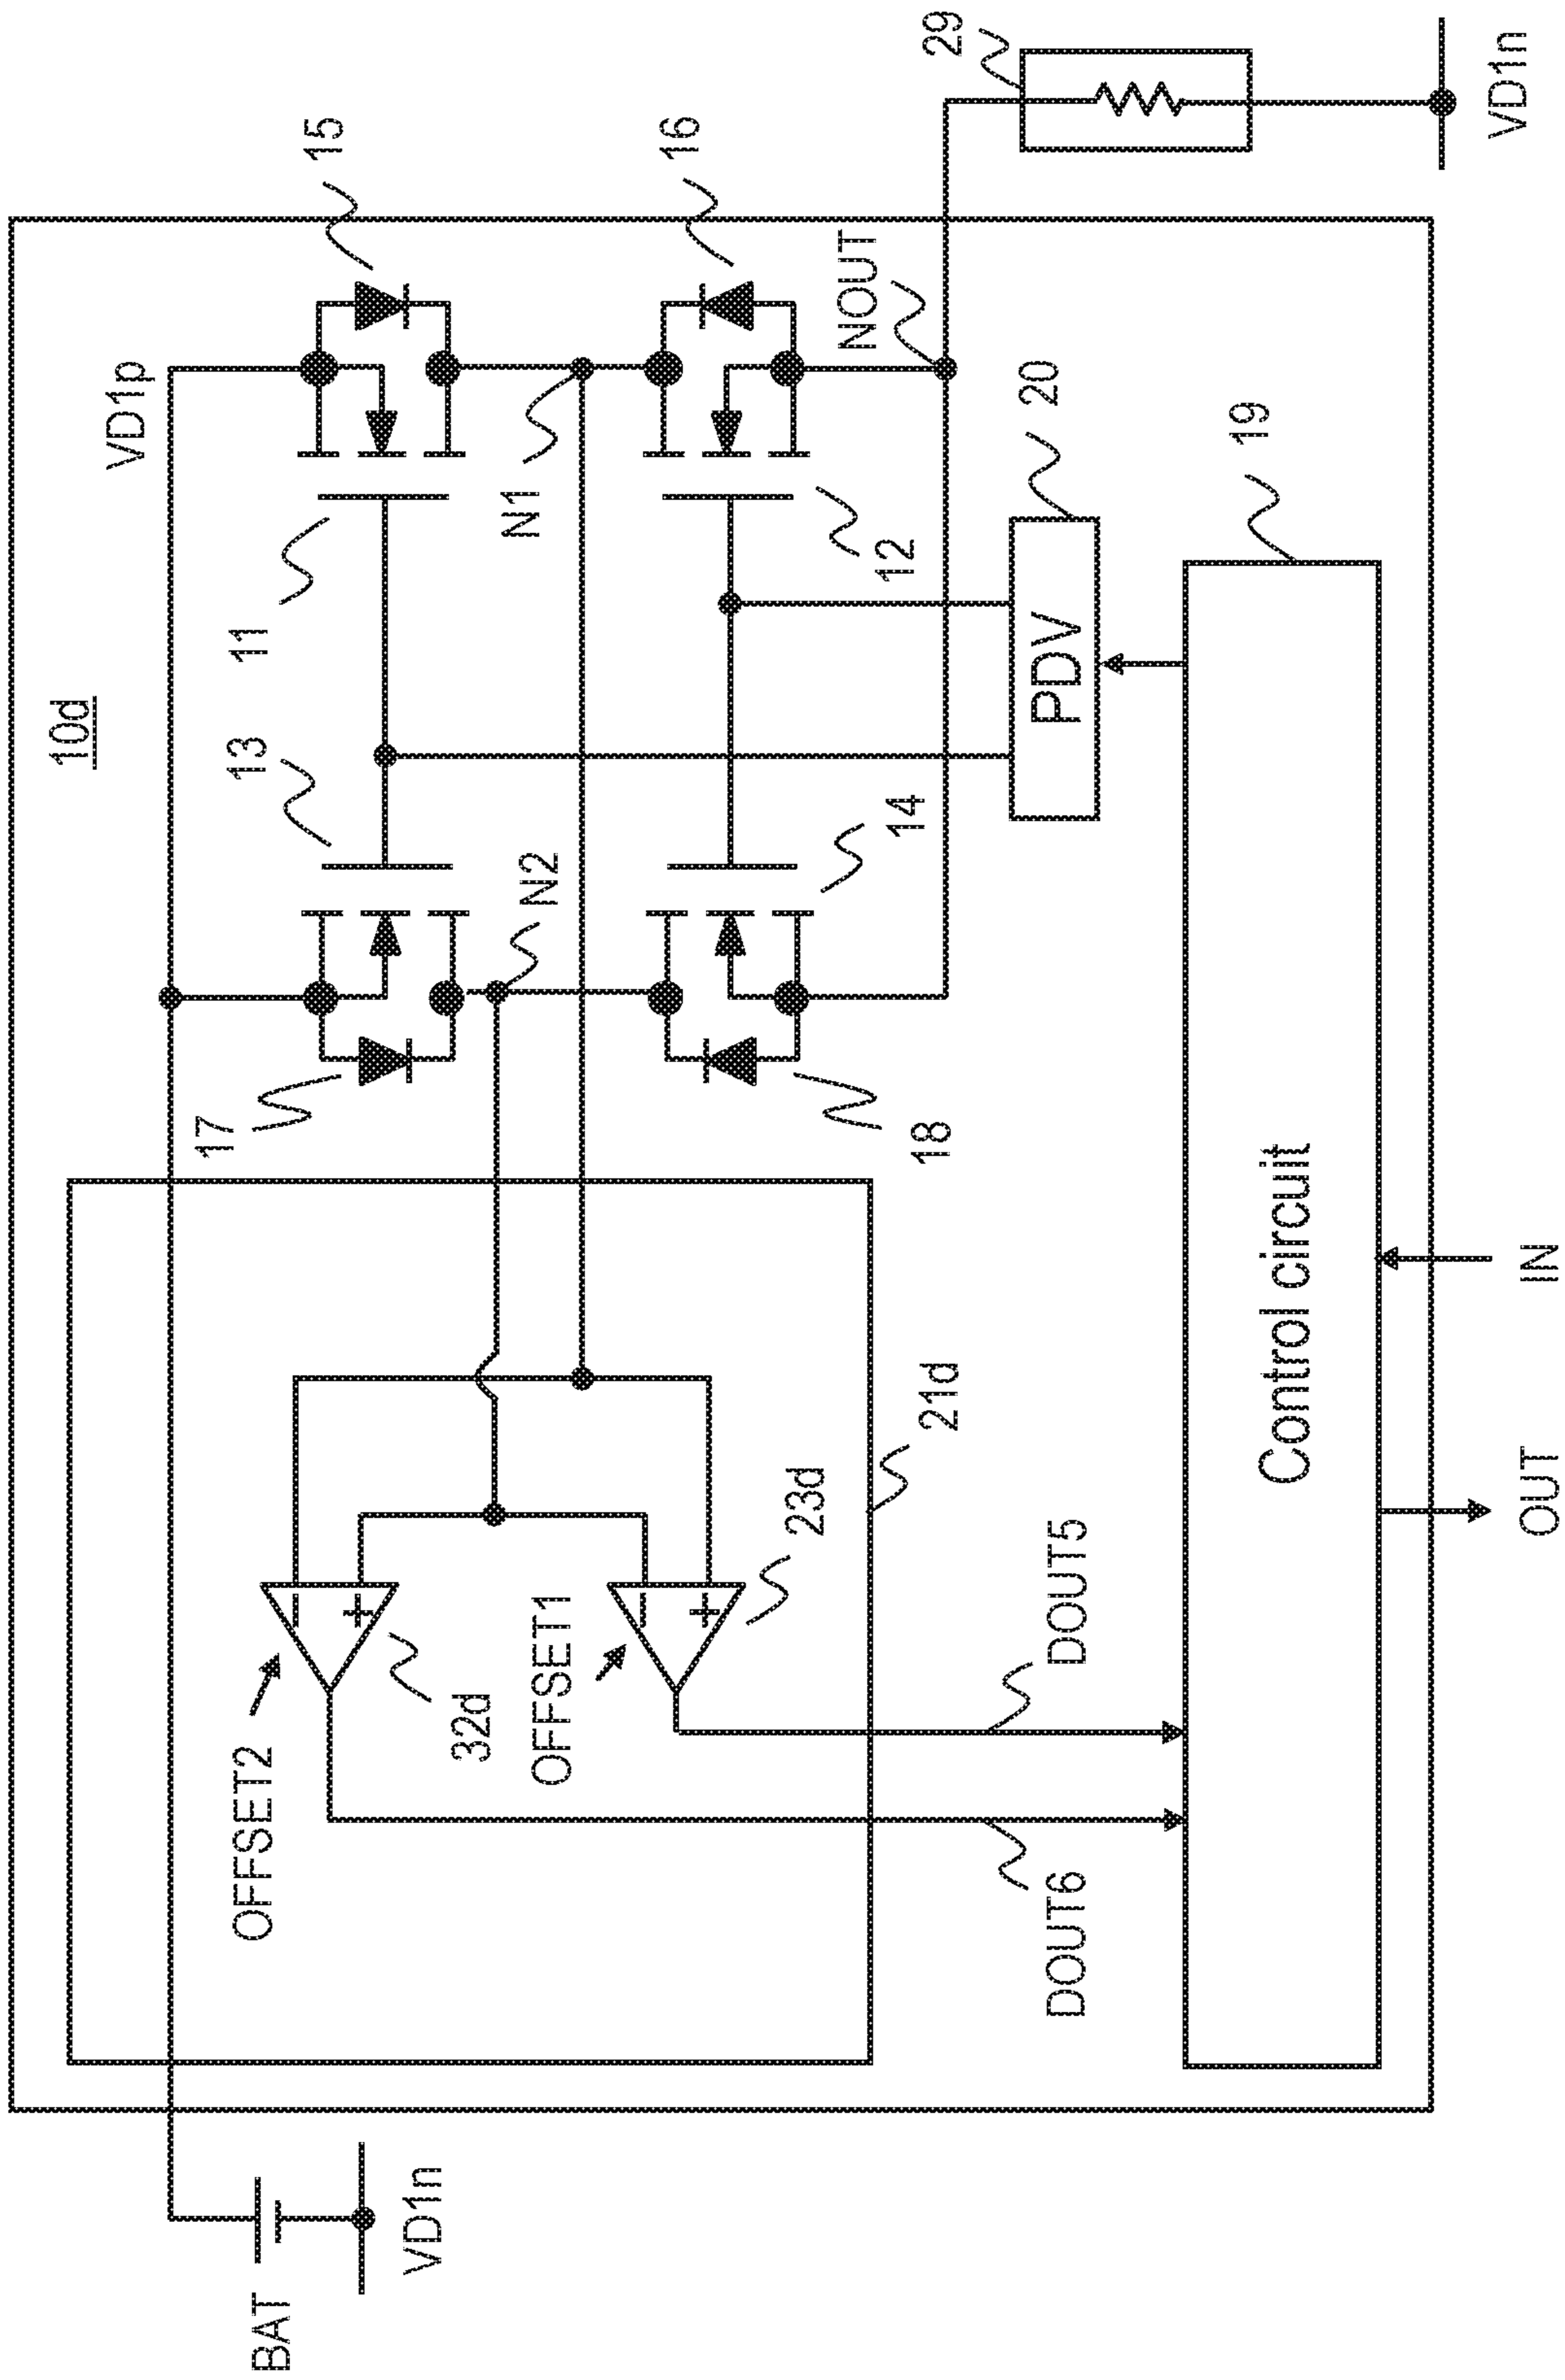 10d
VD1p
17
13
11
15
BAT
OFFSET2
VD1n
−
+
32d
N2
N1
OFFSET1
−
+
16
23d
NOUT
21d
18
14
12
29
DOUT6
DOUT5
PDV
20
Control circuit
19
OUT
IN
VD1n